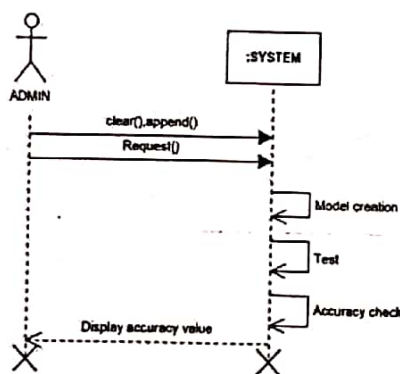 :SYSTEM
ADMIN
clear(),append()
Request()
Model creation
Test
Accuracy check
Display accuracy value